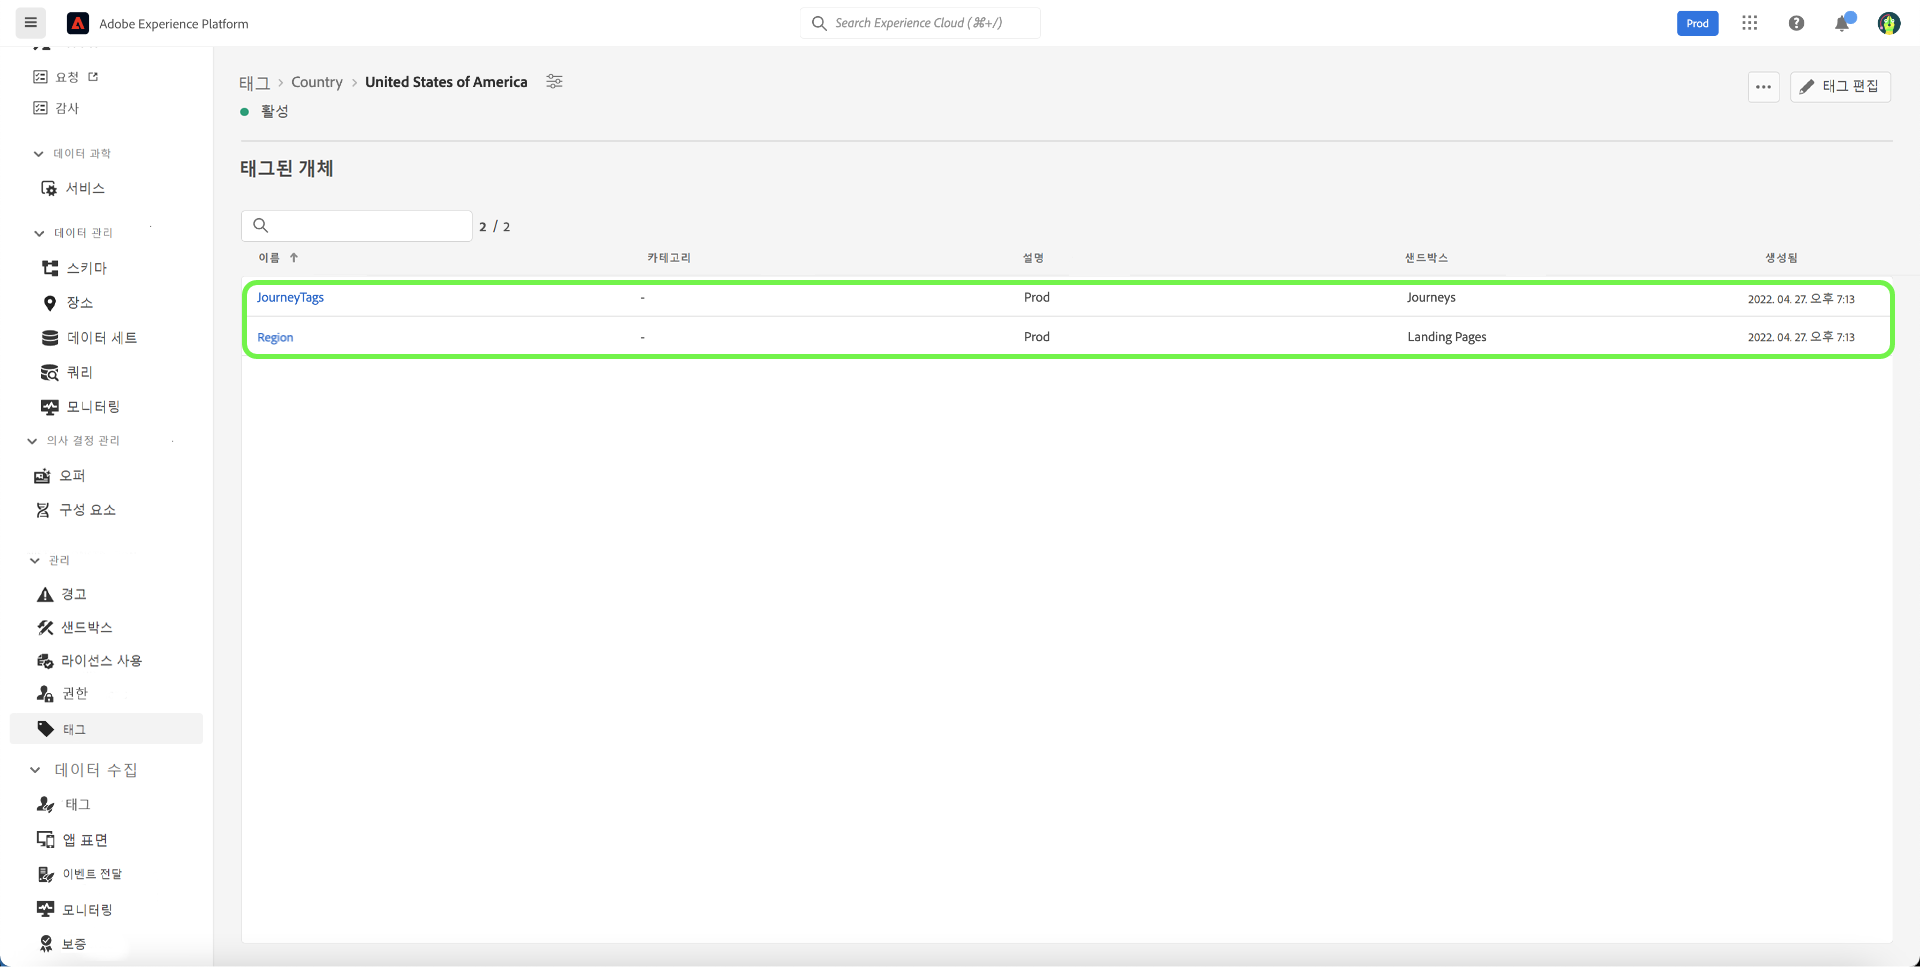 Adobe Experience Platform
Search Experience Cloud (⌘+/)
Prod
요청
감사
데이터 과학
서비스
데이터 관리
스키마
장소
데이터 세트
쿼리
모니터링
의사 결정 관리
오퍼
구성 요소
관리
경고
샌드박스
라이선스 사용
권한
태그
데이터 수집
태그
앱 표면
이벤트 전달
모니터링
보증
태그 > Country > United States of America
활성
태그 편집
태그된 개체
2 / 2
이름 카테고리 설명 샌드박스 생성됨
JourneyTags - Prod Journeys 2022. 04. 27. 오후 7:13
Region - Prod Landing Pages 2022. 04. 27. 오후 7:13